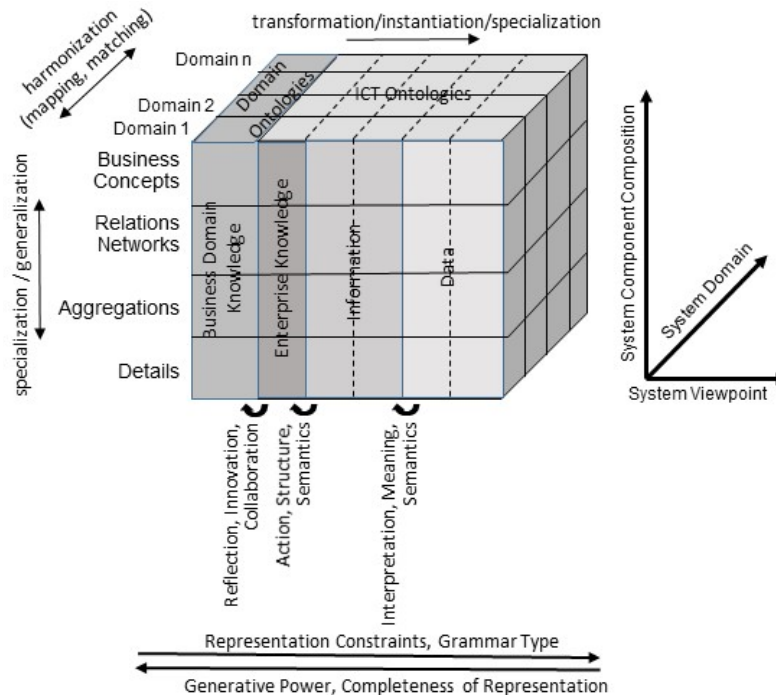 transformation/instantiation/specialization
harmonization
(mapping, matching)
Domain n
Domain 2
Domain 1
Domain
Ontologies
ICT Ontologies
Business
Concepts
Relations
Networks
Aggregations
Details
specialization / generalization
Business Domain
Knowledge
Enterprise Knowledge
Information
Data
System Component Composition
System Domain
System Viewpoint
Reflection, Innovation,
Collaboration
Action, Structure,
Semantics
Interpretation, Meaning,
Semantics
Representation Constraints, Grammar Type
Generative Power, Completeness of Representation